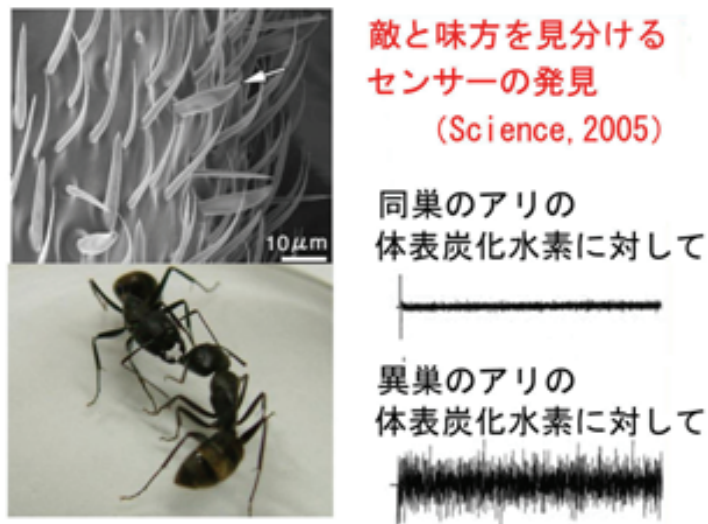 敵と味方を見分ける
センサーの発見
(Science, 2005)
10μm
同巣のアリの
体表炭化水素に対して
異巣のアリの
体表炭化水素に対して